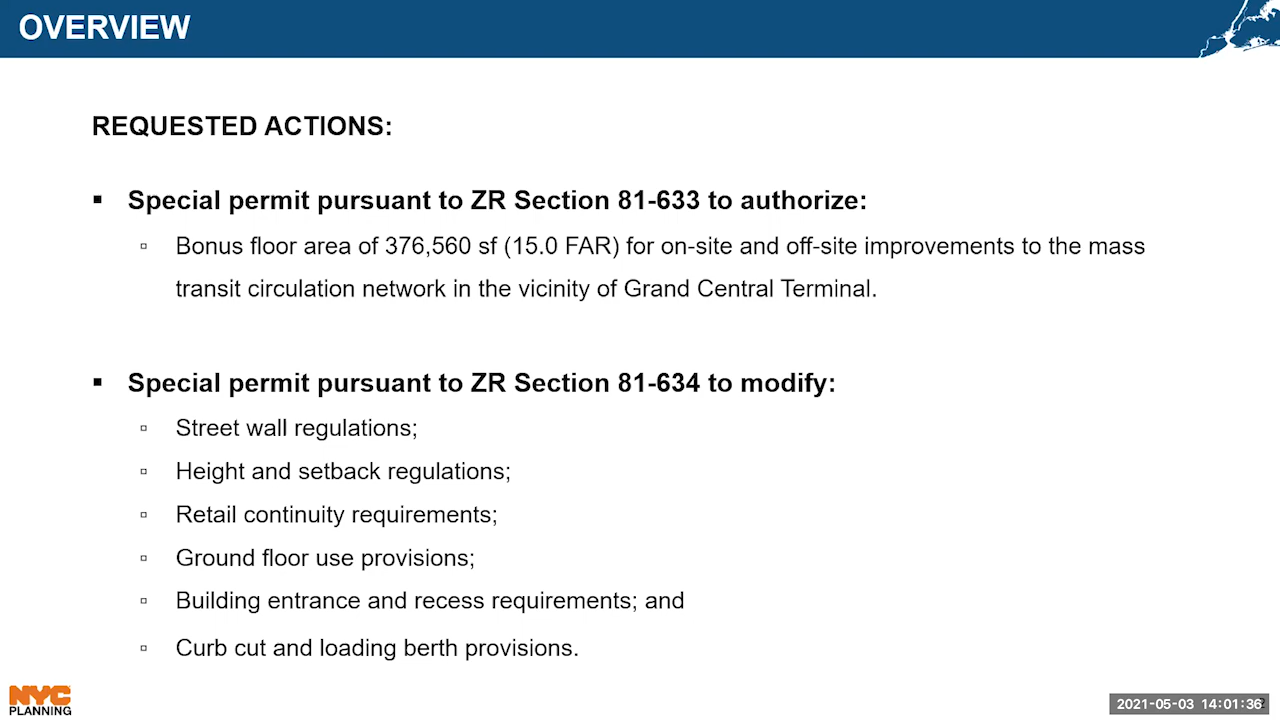 OVERVIEW
REQUESTED ACTIONS:
▪ Special permit pursuant to ZR Section 81-633 to authorize:
▫ Bonus floor area of 376,560 sf (15.0 FAR) for on-site and off-site improvements to the mass
transit circulation network in the vicinity of Grand Central Terminal.
▪ Special permit pursuant to ZR Section 81-634 to modify:
▫ Street wall regulations;
▫ Height and setback regulations;
▫ Retail continuity requirements;
▫ Ground floor use provisions;
▫ Building entrance and recess requirements; and
▫ Curb cut and loading berth provisions.
NYC
PLANNING
2021-05-03 14:01:36